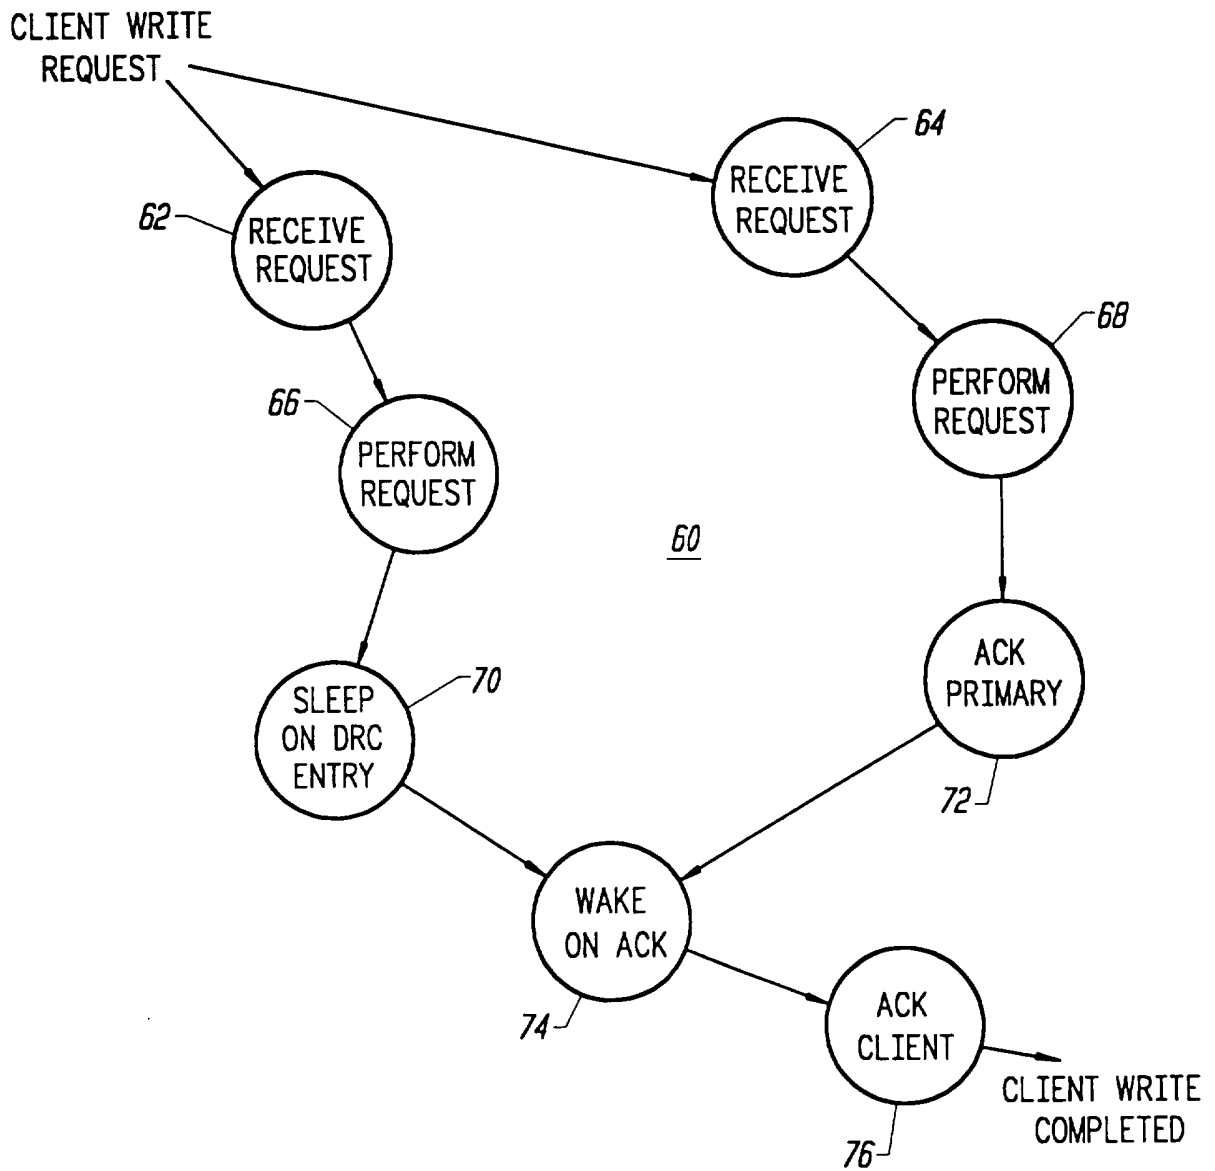 CLIENT WRITE
REQUEST
64
RECEIVE
REQUEST
62
RECEIVE
REQUEST
68
PERFORM
REQUEST
66
PERFORM
REQUEST
60
ACK
PRIMARY
70
SLEEP
ON DRC
ENTRY
72
WAKE
ON ACK
74
ACK
CLIENT
76
CLIENT WRITE
COMPLETED